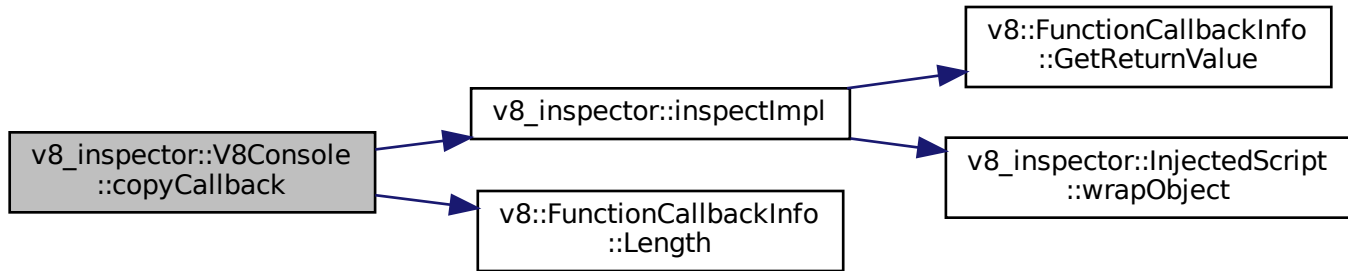 v8_inspector::V8Console
::copyCallback
v8_inspector::inspectImpl
v8::FunctionCallbackInfo
::Length
v8::FunctionCallbackInfo
::GetReturnValue
v8_inspector::InjectedScript
::wrapObject